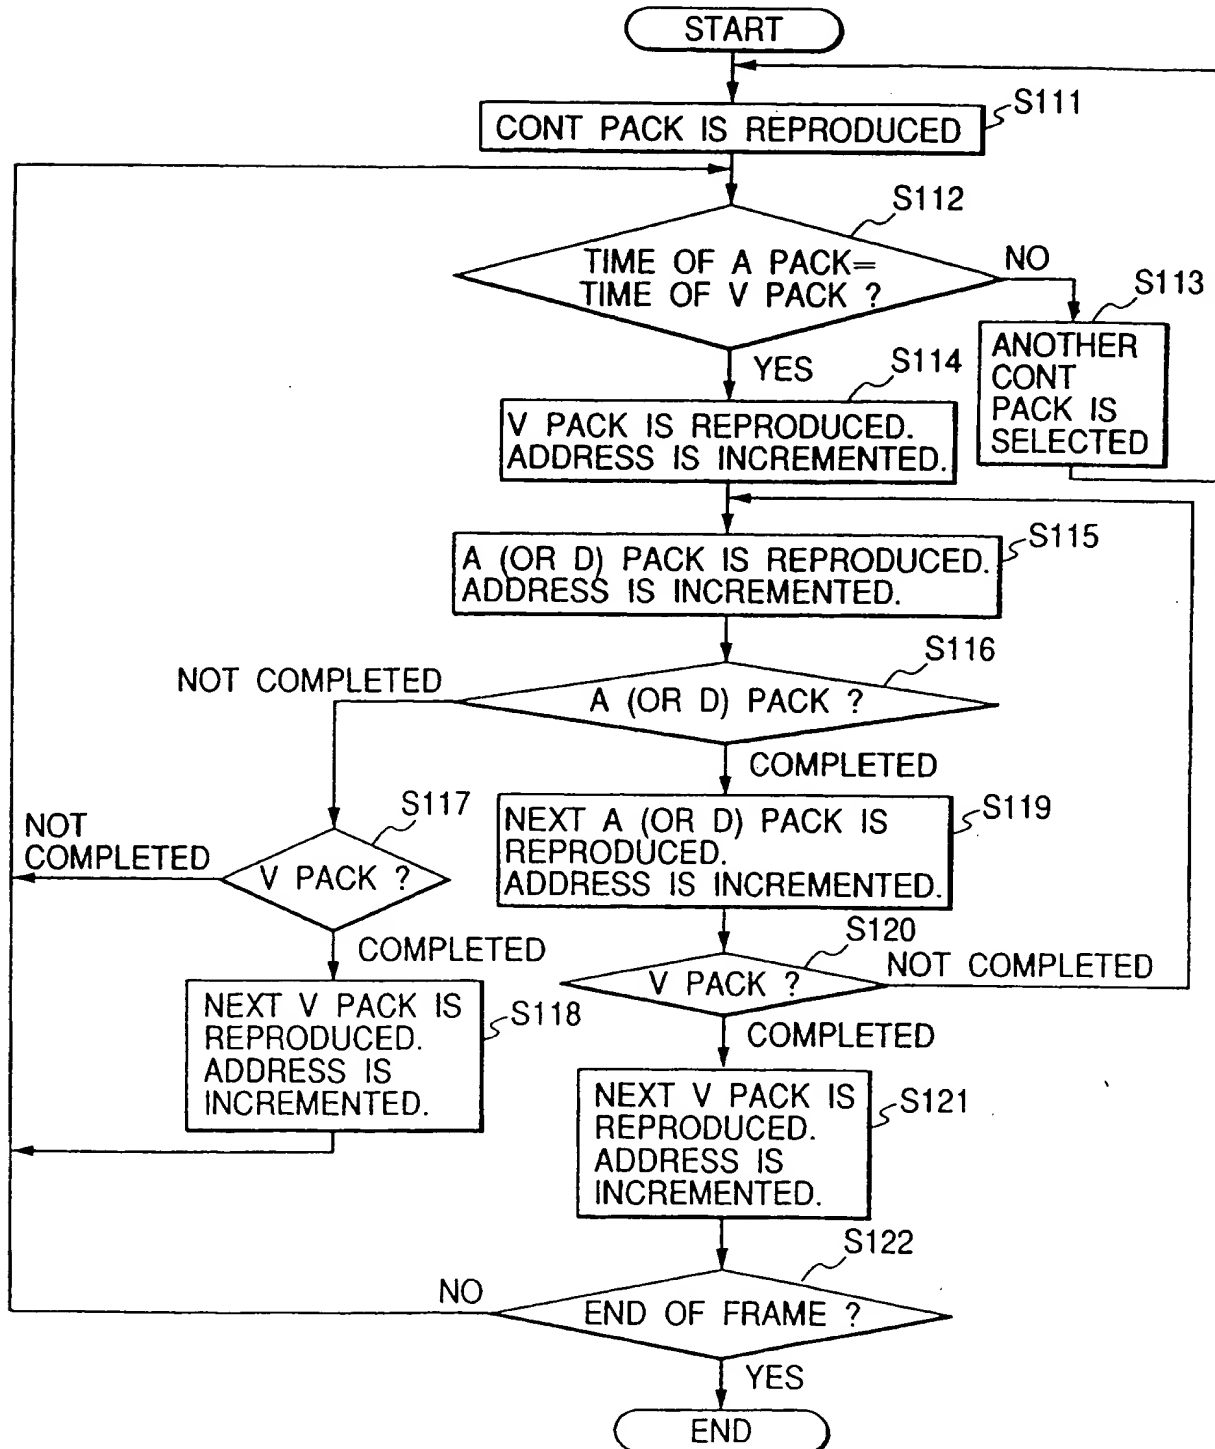 START
S111
CONT PACK IS REPRODUCED
S112
TIME OF A PACK=
TIME OF V PACK ?
NO
S113
ANOTHER
CONT
PACK IS
SELECTED
YES
S114
V PACK IS REPRODUCED.
ADDRESS IS INCREMENTED.
S115
A (OR D) PACK IS REPRODUCED.
ADDRESS IS INCREMENTED.
S116
NOT COMPLETED
A (OR D) PACK ?
COMPLETED
S117
NOT
COMPLETED
V PACK ?
COMPLETED
S118
NEXT V PACK IS
REPRODUCED.
ADDRESS IS
INCREMENTED.
S119
NEXT A (OR D) PACK IS
REPRODUCED.
ADDRESS IS INCREMENTED.
S120
V PACK ?
NOT COMPLETED
COMPLETED
S121
NEXT V PACK IS
REPRODUCED.
ADDRESS IS
INCREMENTED.
S122
NO
END OF FRAME ?
YES
END